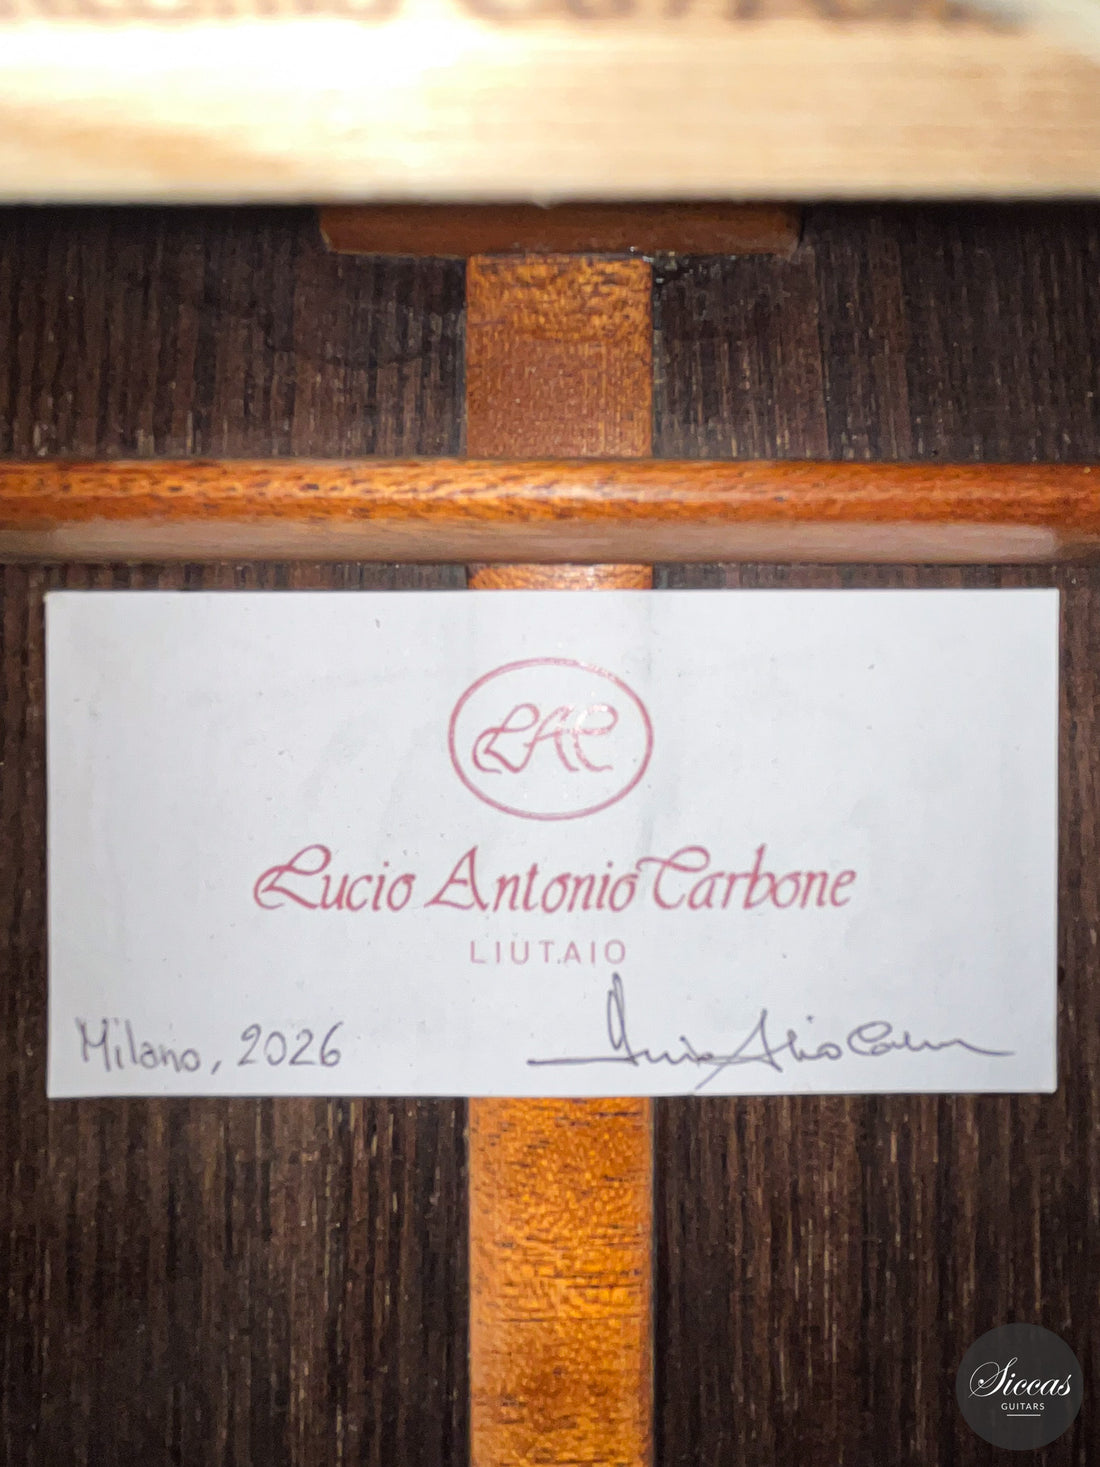 LAC
Lucio Antonio Carbone
LIUTAIO
Milano, 2026
Siccas
GUITARS